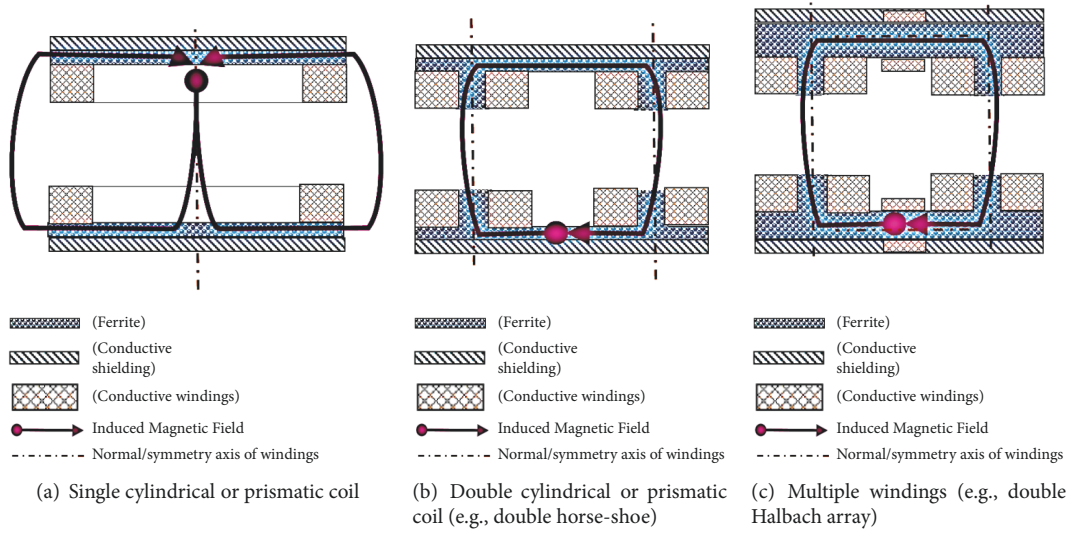 (Ferrite)
(Conductive
shielding)
(Conductive windings)
Induced Magnetic Field
Normal/symmetry axis of windings
(a) Single cylindrical or prismatic coil
(Ferrite)
(Conductive
shielding)
(Conductive windings)
Induced Magnetic Field
Normal/symmetry axis of windings
(b) Double cylindrical or prismatic
coil (e.g., double horse-shoe)
(Ferrite)
(Conductive
shielding)
(Conductive windings)
Induced Magnetic Field
Normal/symmetry axis of windings
(c) Multiple windings (e.g., double
Halbach array)